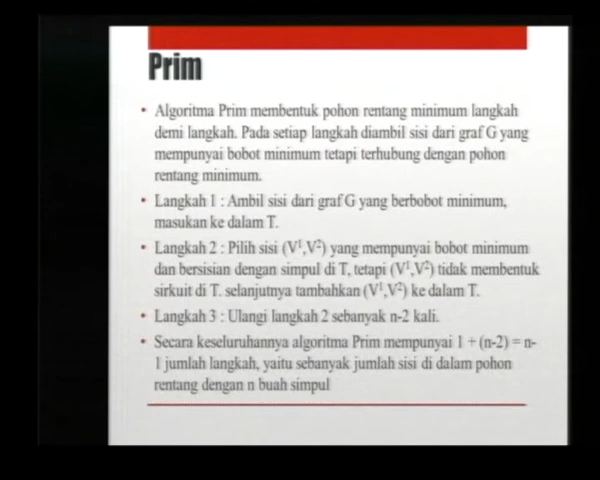 Prim
• Algoritma Prim membentuk pohon rentang minimum langkah
demi langkah. Pada setiap langkah diambil sisi dari graf G yang
mempunyai bobot minimum tetapi terhubung dengan pohon
rentang minimum.
• Langkah 1 : Ambil sisi dari graf G yang berbobot minimum,
masukan ke dalam T.
• Langkah 2 : Pilih sisi (V¹,V²) yang mempunyai bobot minimum
dan bersisian dengan simpul di T, tetapi (V¹,V²) tidak membentuk
sirkuit di T. selanjutnya tambahkan (V¹,V²) ke dalam T.
• Langkah 3 : Ulangi langkah 2 sebanyak n-2 kali.
• Secara keseluruhannya algoritma Prim mempunyai 1 + (n-2) = n-
1 jumlah langkah, yaitu sebanyak jumlah sisi di dalam pohon
rentang dengan n buah simpul